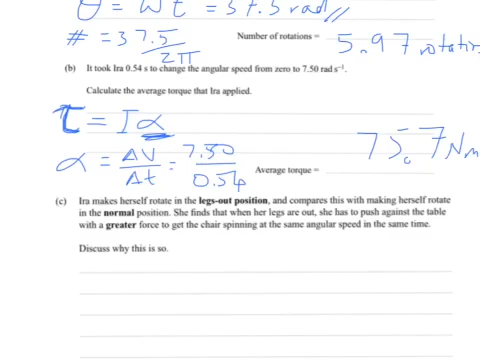 θ = ωt = 37.5 rad//
# = 37.5/2π
Number of rotations = 5.97 rotations
(b) It took Ira 0.54 s to change the angular speed from zero to 7.50 rad s⁻¹.
Calculate the average torque that Ira applied.
τ = Iα
α = ΔV/Δt = 7.50/0.54
Average torque = 75.7 Nm
(c) Ira makes herself rotate in the legs-out position, and compares this with making herself rotate
in the normal position. She finds that when her legs are out, she has to push against the table
with a greater force to get the chair spinning at the same angular speed in the same time.
Discuss why this is so.